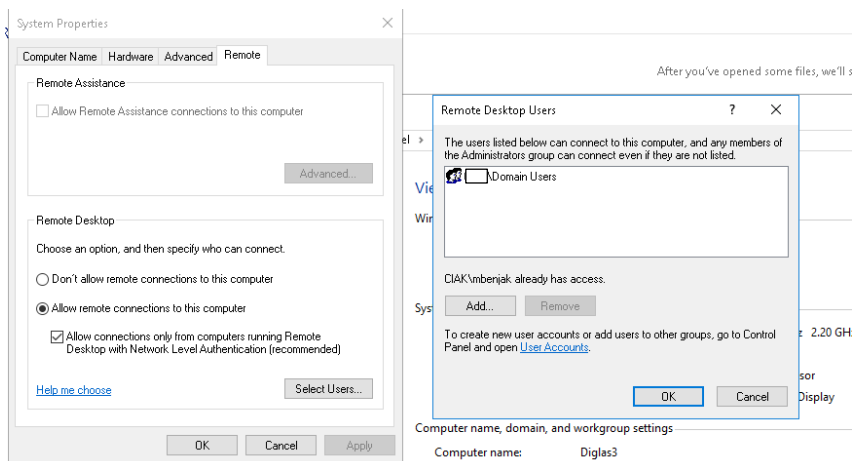 System Properties
Computer Name Hardware Advanced Remote
Remote Assistance
Allow Remote Assistance connections to this computer
Advanced...
Remote Desktop
Choose an option, and then specify who can connect.
Don't allow remote connections to this computer
Allow remote connections to this computer
Allow connections only from computers running Remote
Desktop with Network Level Authentication (recommended)
Help me choose
Select Users...
OK Cancel Apply
After you've opened some files, we'll s
el >
Vie
Wir
Sys
Remote Desktop Users
The users listed below can connect to this computer, and any members of
the Administrators group can connect even if they are not listed.
\Domain Users
CIAK\mbenjak already has access.
Add... Remove
To create new user accounts or add users to other groups, go to Control
Panel and open User Accounts.
OK Cancel
z 2.20 GH
sor
Display
Computer name, domain, and workgroup settings
Computer name: Diglas3